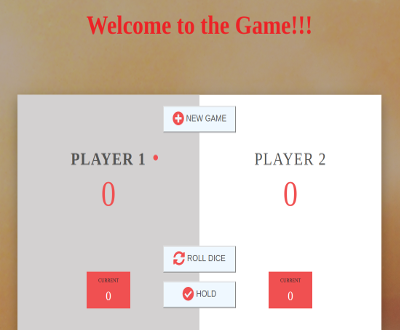 Welcome to the Game!!!
NEW GAME
PLAYER 1
PLAYER 2
0
0
ROLL DICE
CURRENT
0
HOLD
CURRENT
0